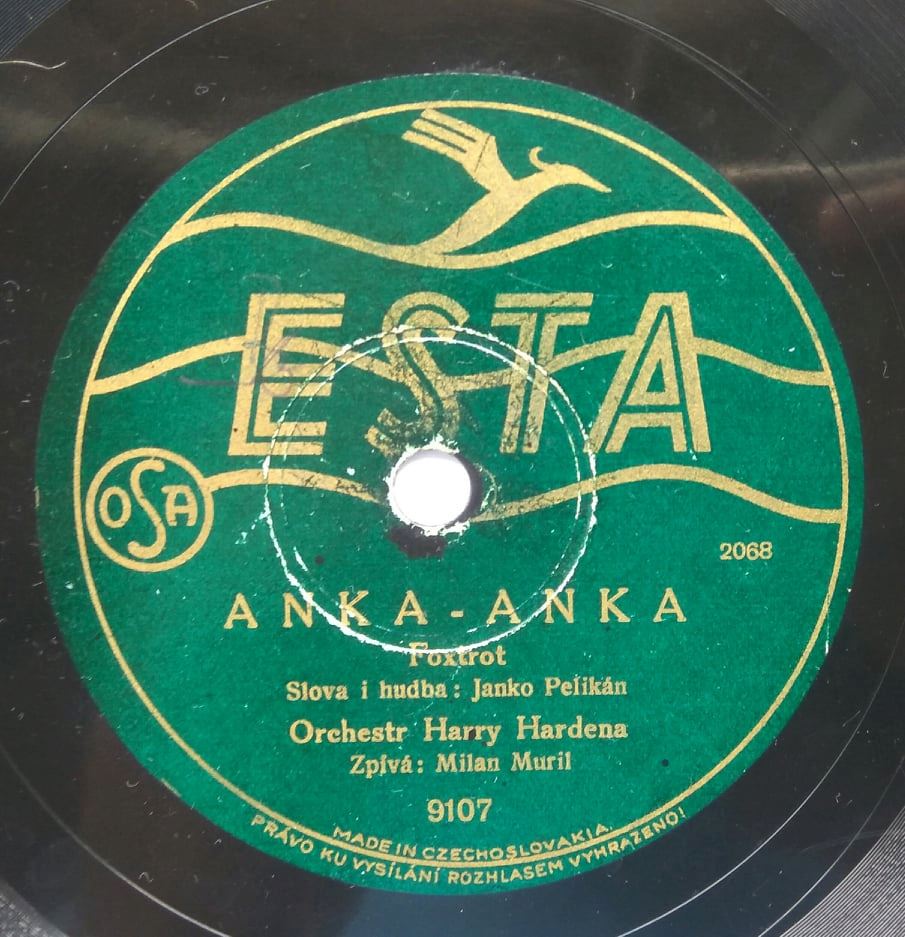 ESTA
OSA
2068
ANKA - ANKA
Foxtrot
Slova i hudba: Janko Pelikán
Orchestr Harry Hardena
Zpívá: Milan Muril
9107
MADE IN CZECHOSLOVAKIA
PRÁVO KU VYSÍLÁNÍ ROZHLASEM VYHRAZENO!